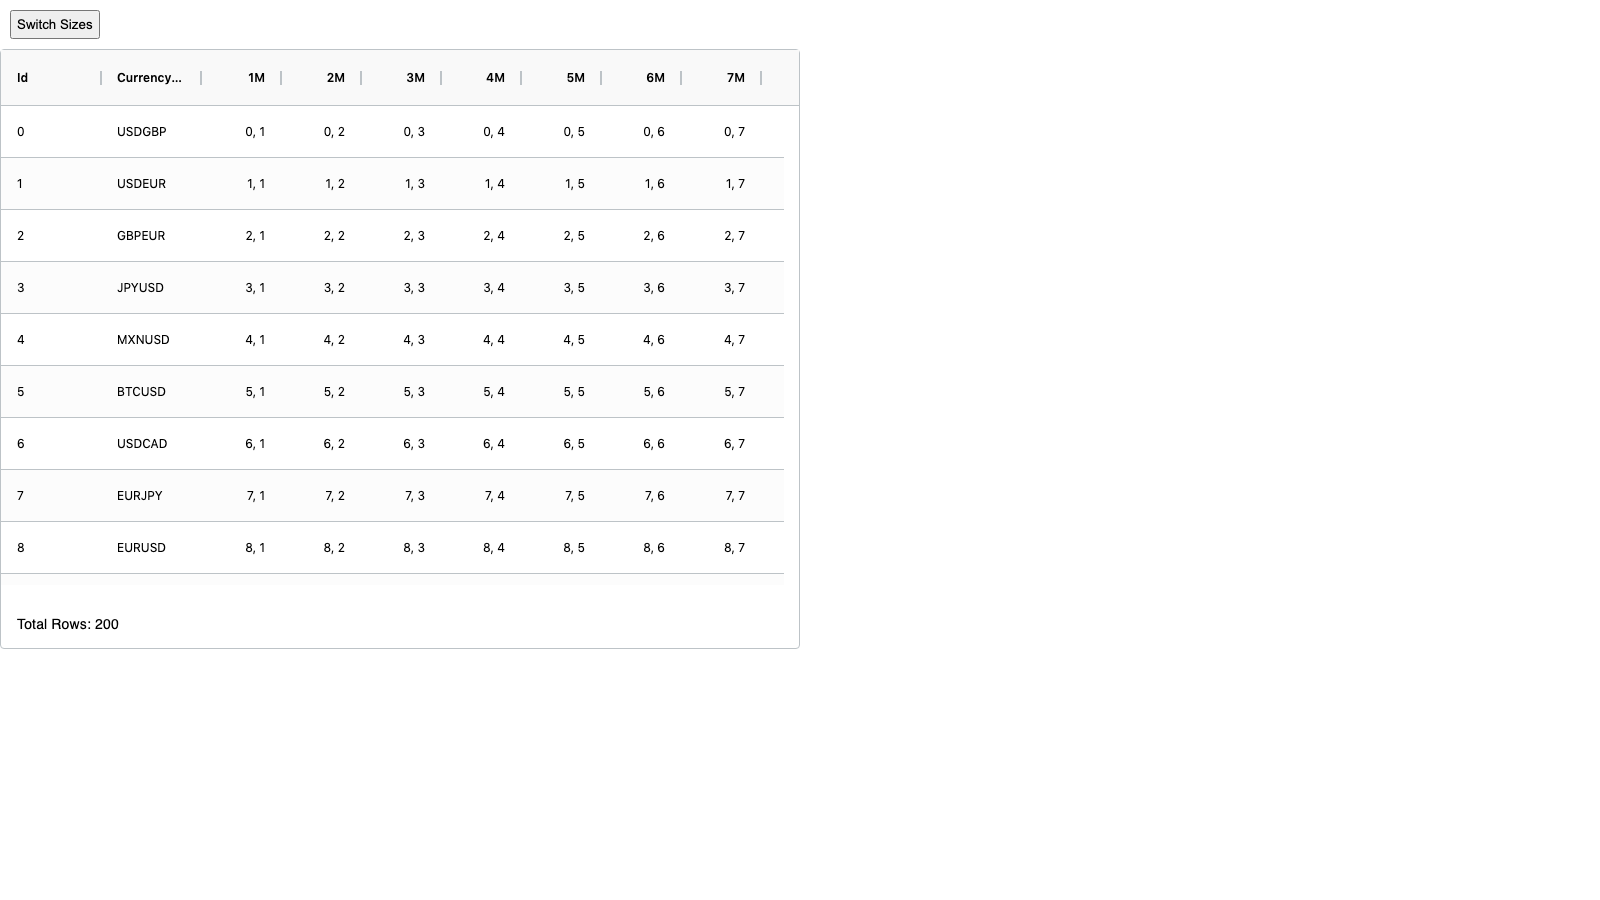 Switch Sizes
Id Currency... 1M 2M 3M 4M 5M 6M 7M
0 USDGBP 0, 1 0, 2 0, 3 0, 4 0, 5 0, 6 0, 7
1 USDEUR 1, 1 1, 2 1, 3 1, 4 1, 5 1, 6 1, 7
2 GBPEUR 2, 1 2, 2 2, 3 2, 4 2, 5 2, 6 2, 7
3 JPYUSD 3, 1 3, 2 3, 3 3, 4 3, 5 3, 6 3, 7
4 MXNUSD 4, 1 4, 2 4, 3 4, 4 4, 5 4, 6 4, 7
5 BTCUSD 5, 1 5, 2 5, 3 5, 4 5, 5 5, 6 5, 7
6 USDCAD 6, 1 6, 2 6, 3 6, 4 6, 5 6, 6 6, 7
7 EURJPY 7, 1 7, 2 7, 3 7, 4 7, 5 7, 6 7, 7
8 EURUSD 8, 1 8, 2 8, 3 8, 4 8, 5 8, 6 8, 7
Total Rows: 200